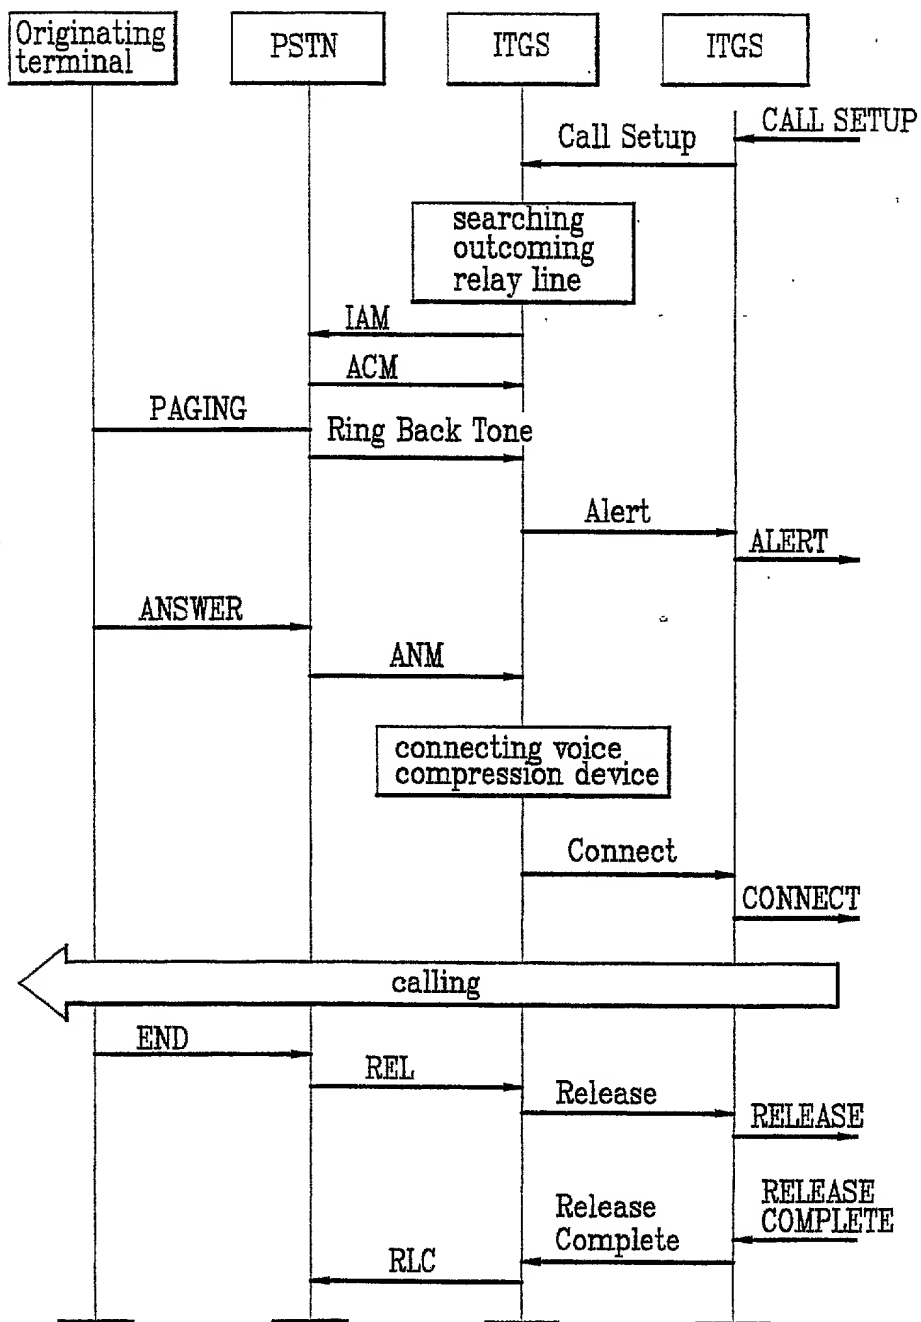 Originating
terminal
PSTN
ITGS
ITGS
CALL SETUP
Call Setup
searching
outcoming
relay line
IAM
ACM
PAGING
Ring Back Tone
Alert
ALERT
ANSWER
ANM
connecting voice
compression device
Connect
CONNECT
calling
END
REL
Release
RELEASE
RELEASE
COMPLETE
Release
Complete
RLC